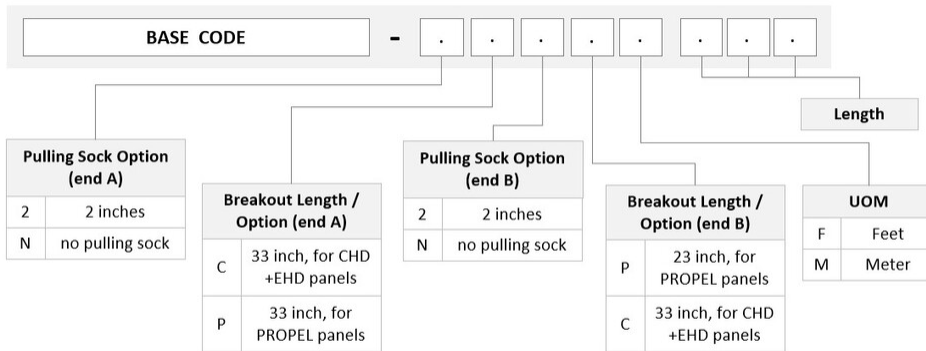 BASE CODE - . . . . . . . .
Length
Pulling Sock Option
(end A)
2 2 inches
N no pulling sock
Breakout Length /
Option (end A)
C 33 inch, for CHD
+EHD panels
P 33 inch, for
PROPEL panels
Pulling Sock Option
(end B)
2 2 inches
N no pulling sock
Breakout Length /
Option (end B)
P 23 inch, for
PROPEL panels
C 33 inch, for CHD
+EHD panels
UOM
F Feet
M Meter